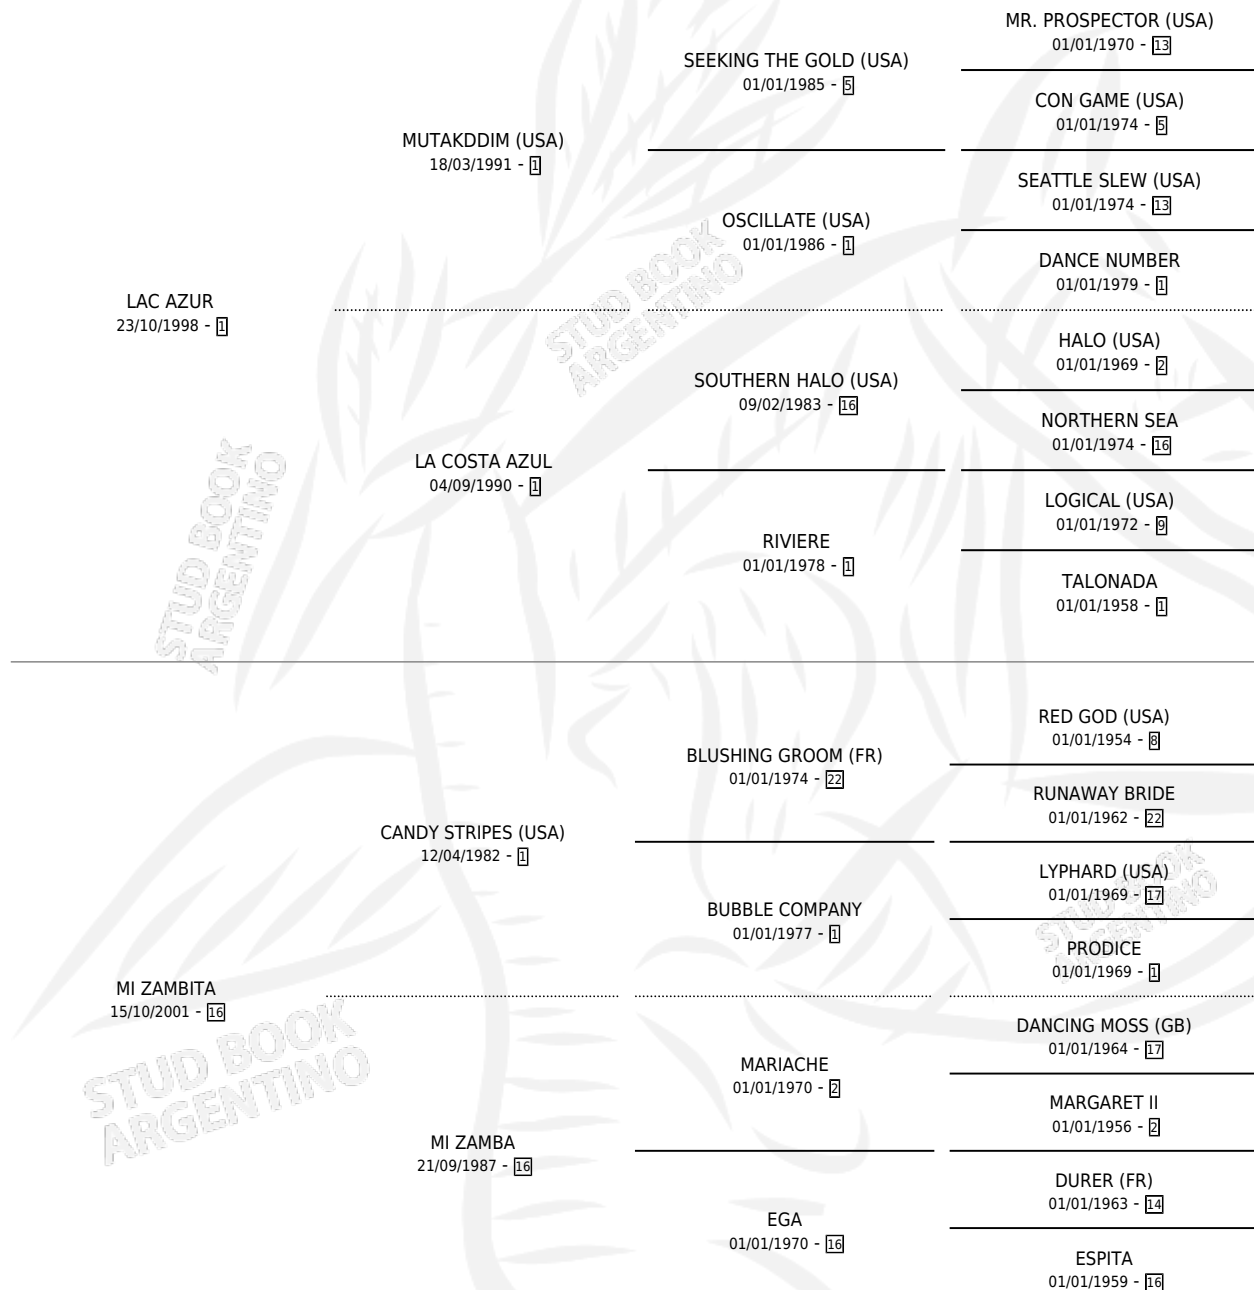 MR. PROSPECTOR (USA)
01/01/1970 - 13
SEEKING THE GOLD (USA)
01/01/1985 - 5
CON GAME (USA)
01/01/1974 - 5
MUTAKDDIM (USA)
18/03/1991 - 1
SEATTLE SLEW (USA)
01/01/1974 - 13
OSCILLATE (USA)
01/01/1986 - 1
DANCE NUMBER
01/01/1979 - 1
LAC AZUR
23/10/1998 - 1
HALO (USA)
01/01/1969 - 2
SOUTHERN HALO (USA)
09/02/1983 - 16
NORTHERN SEA
01/01/1974 - 16
LA COSTA AZUL
04/09/1990 - 1
LOGICAL (USA)
01/01/1972 - 9
RIVIERE
01/01/1978 - 1
TALONADA
01/01/1958 - 1
STUD BOOK
ARGENTINO
STUD BOOK
ARGENTINO
RED GOD (USA)
01/01/1954 - 8
BLUSHING GROOM (FR)
01/01/1974 - 22
RUNAWAY BRIDE
01/01/1962 - 22
CANDY STRIPES (USA)
12/04/1982 - 1
LYPHARD (USA)
01/01/1969 - 17
BUBBLE COMPANY
01/01/1977 - 1
PRODICE
01/01/1969 - 1
MI ZAMBITA
15/10/2001 - 16
DANCING MOSS (GB)
01/01/1964 - 17
MARIACHE
01/01/1970 - 2
MARGARET II
01/01/1956 - 2
MI ZAMBA
21/09/1987 - 16
DURER (FR)
01/01/1963 - 14
EGA
01/01/1970 - 16
ESPITA
01/01/1959 - 16
STUD BOOK
ARGENTINO
STUD BOOK
ARGENTINO